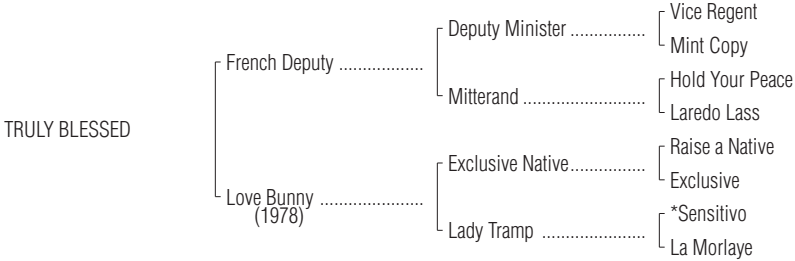 Vice Regent
Deputy Minister ................
Mint Copy
French Deputy ..................
Hold Your Peace
Mitterand ..........................
Laredo Lass
TRULY BLESSED
Raise a Native
Exclusive Native................
Exclusive
Love Bunny ......................
(1978)
*Sensitivo
Lady Tramp ......................
La Morlaye